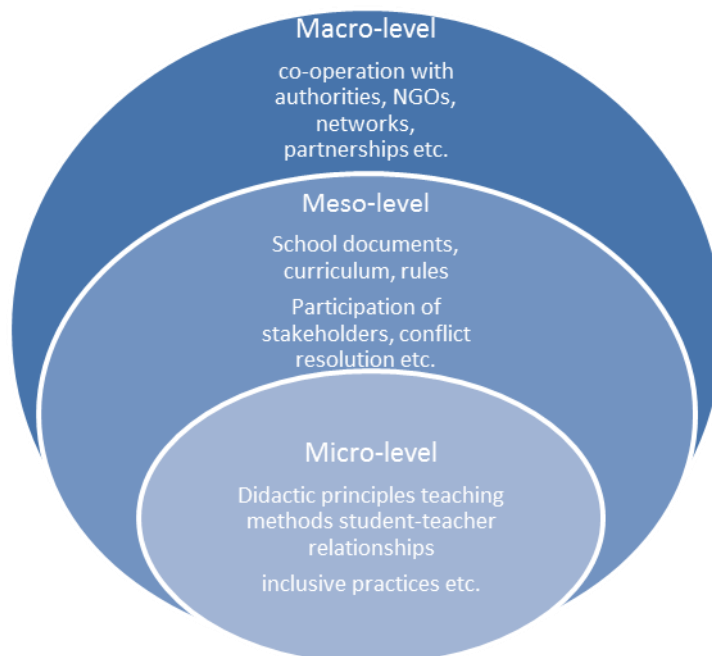 Macro-level
co-operation with
authorities, NGOs,
networks,
partnerships etc.
Meso-level
School documents,
curriculum, rules
Participation of
stakeholders, conflict
resolution etc.
Micro-level
Didactic principles teaching
methods student-teacher
relationships
inclusive practices etc.